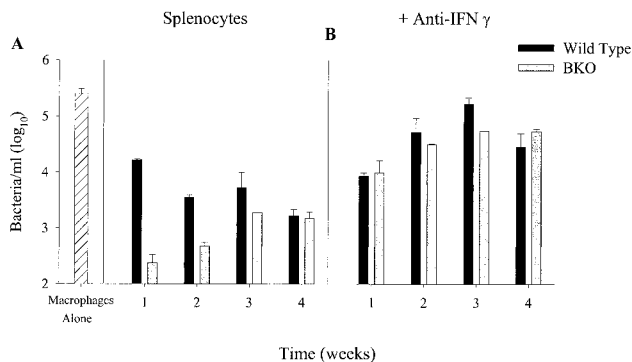 Splenocytes
+ Anti-IFN γ
A
B
Wild Type
BKO
Bacteria/ml (log10)
6
5
4
3
2
Macrophages
Alone
1 2 3 4
1 2 3 4
Time (weeks)